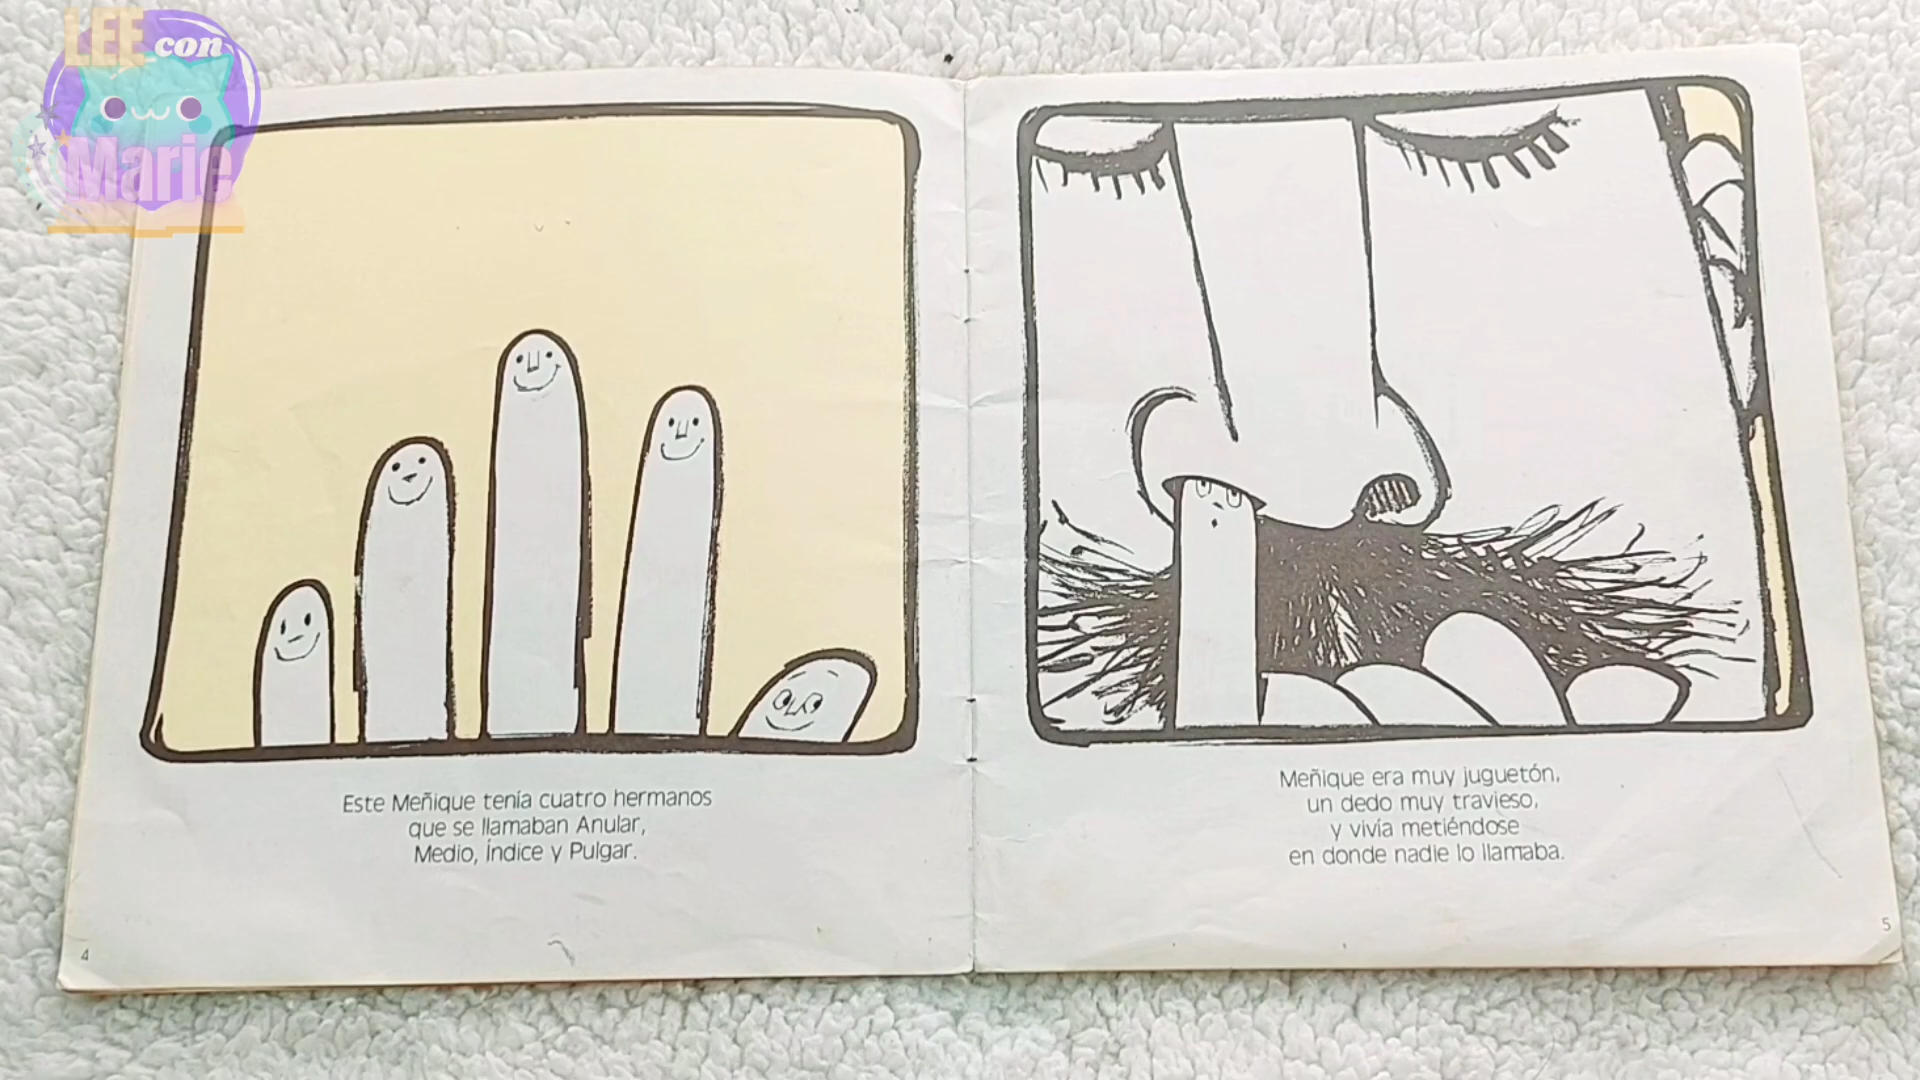 LEE con
Marie
Este Meñique tenía cuatro hermanos
que se llamaban Anular,
Medio, Índice y Pulgar.
4
Meñique era muy juguetón,
un dedo muy travieso,
y vivía metiéndose
en donde nadie lo llamaba.
5